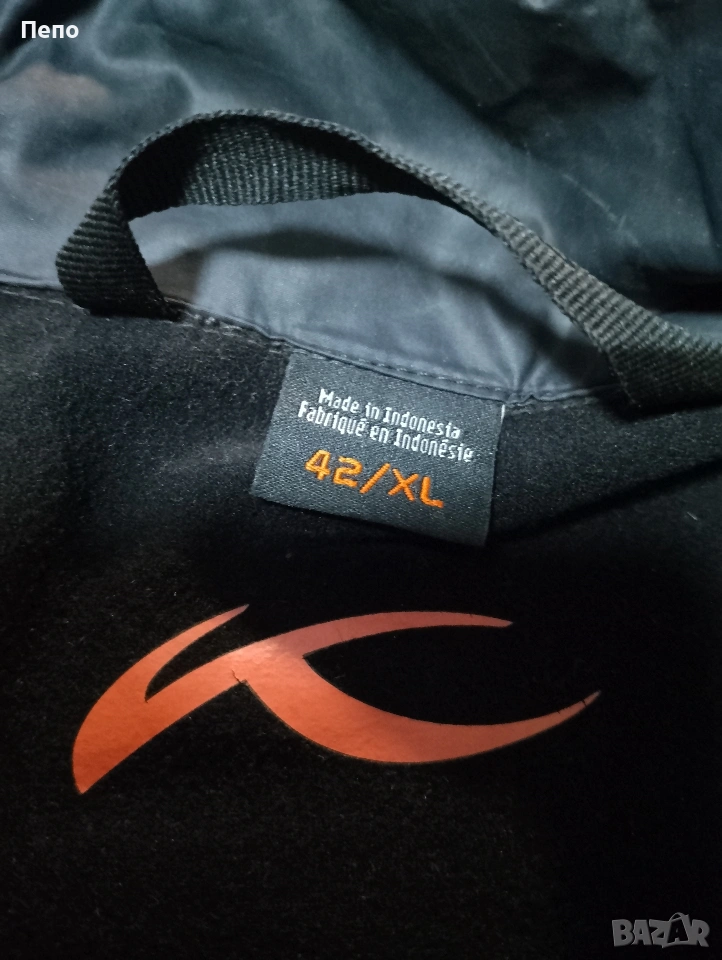 Пепо
Made in Indonesia
Fabriqué en Indonésie
42/XL
BAZAR